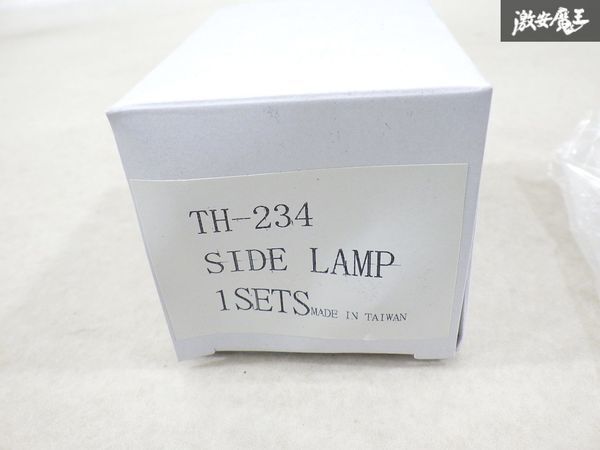 激安魔王
TH-234
SIDE LAMP
1SETS MADE IN TAIWAN